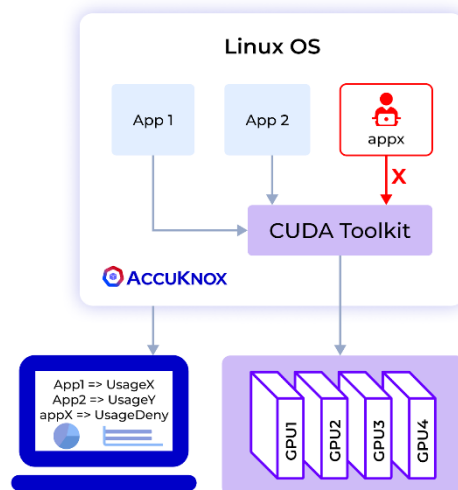 Linux OS
App 1
App 2
appx
X
CUDA Toolkit
ACCUKNOX
App1 => UsageX
App2 => UsageY
appX => UsageDeny
GPU1
GPU2
GPU3
GPU4